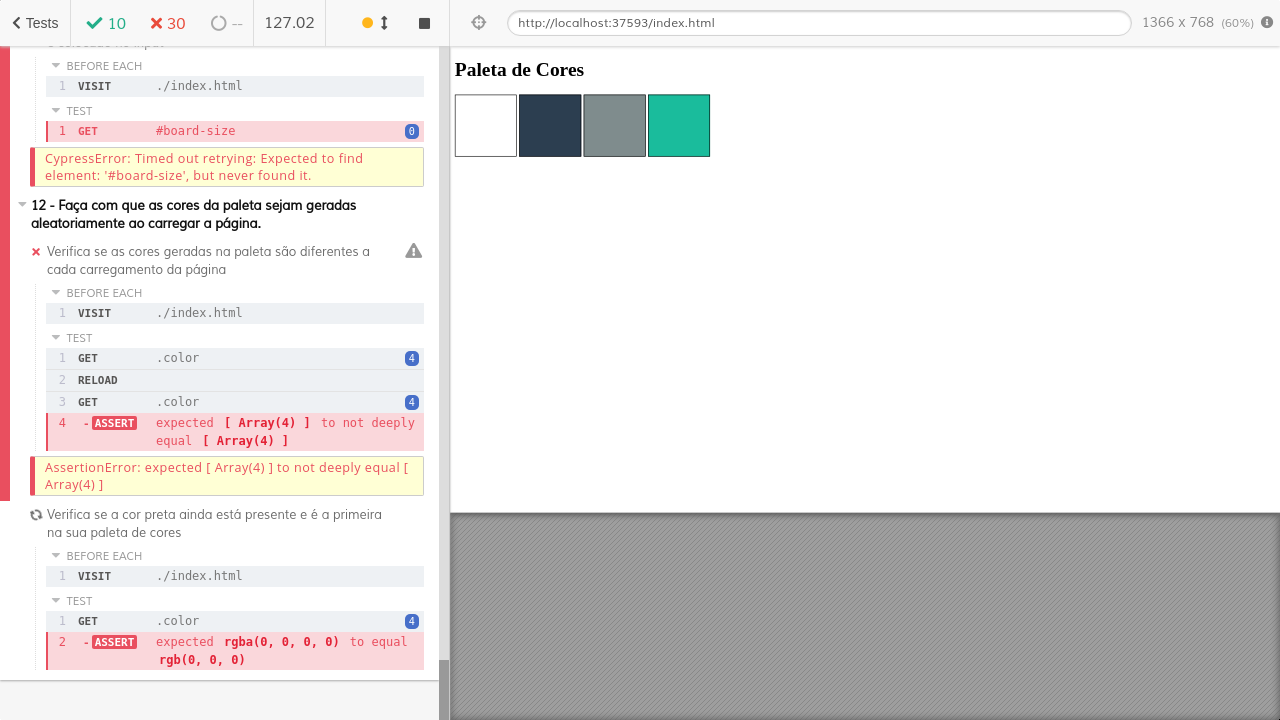 Tests 10 30 -- 127.02 http://localhost:37593/index.html 1366 x 768 (60%)
BEFORE EACH
1 VISIT ./index.html
TEST
1 GET #board-size 0
CypressError: Timed out retrying: Expected to find
element: '#board-size', but never found it.
12 - Faça com que as cores da paleta sejam geradas
aleatoriamente ao carregar a página.
Verifica se as cores geradas na paleta são diferentes a
cada carregamento da página
BEFORE EACH
1 VISIT ./index.html
TEST
1 GET .color 4
2 RELOAD
3 GET .color 4
4 -ASSERT expected [ Array(4) ] to not deeply
equal [ Array(4) ]
AssertionError: expected [ Array(4) ] to not deeply equal [
Array(4) ]
Verifica se a cor preta ainda está presente e é a primeira
na sua paleta de cores
BEFORE EACH
1 VISIT ./index.html
TEST
1 GET .color 4
2 -ASSERT expected rgba(0, 0, 0, 0) to equal
rgb(0, 0, 0)
Paleta de Cores